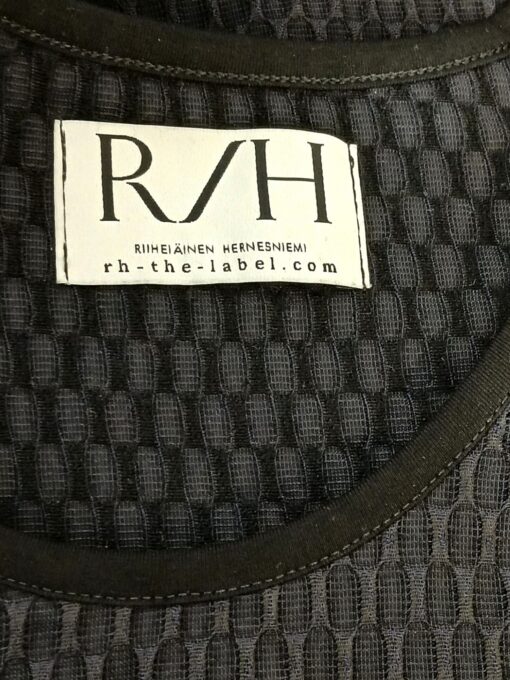 R/H
RIIHELÄINEN HERNESNIEMI
rh-the-label.com